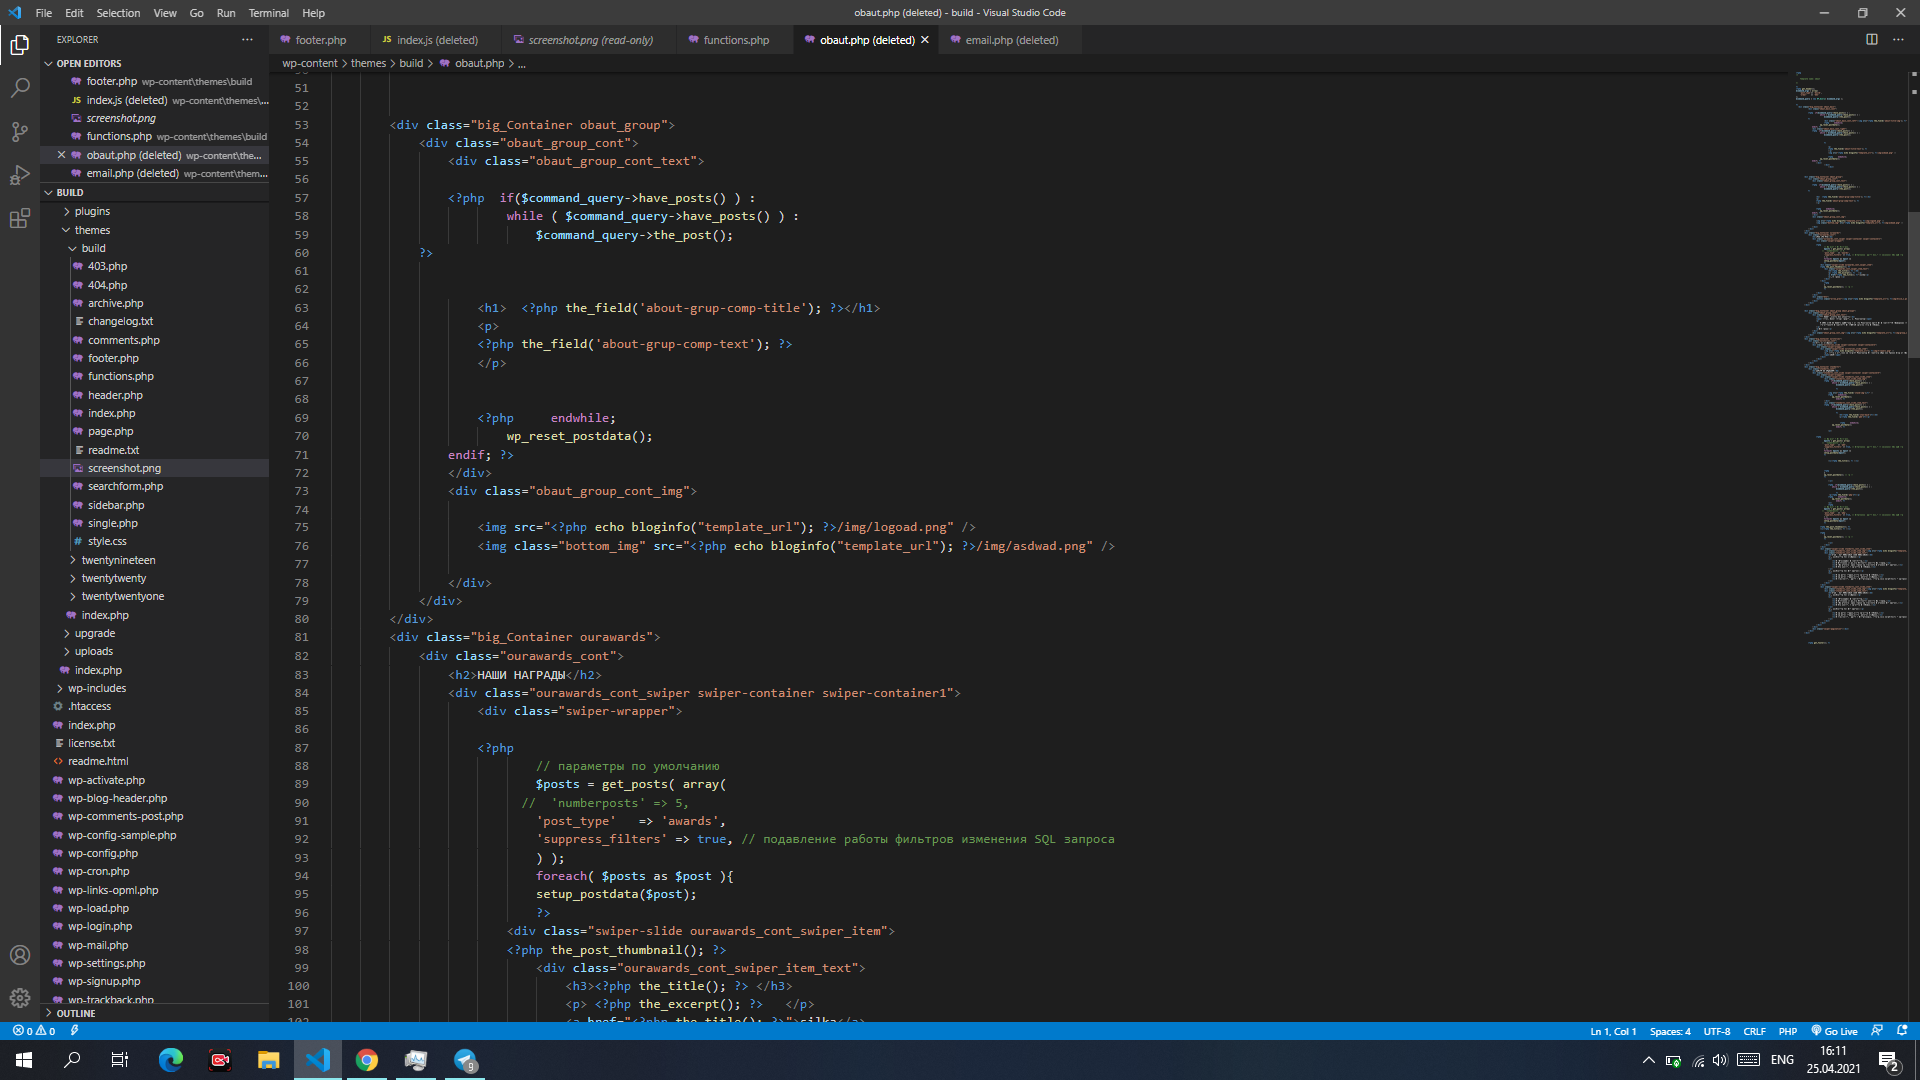 File Edit Selection View Go Run Terminal Help
obaut.php (deleted) - build - Visual Studio Code
EXPLORER
footer.php
index.js (deleted)
screenshot.png (read-only)
functions.php
obaut.php (deleted)
email.php (deleted)
wp-content > themes > build > obaut.php > ...
OPEN EDITORS
footer.php wp-content\themes\build
index.js (deleted) wp-content\themes\...
screenshot.png
functions.php wp-content\themes\build
obaut.php (deleted) wp-content\the...
email.php (deleted) wp-content\them...
BUILD
plugins
themes
build
403.php
404.php
archive.php
changelog.txt
comments.php
footer.php
functions.php
header.php
index.php
page.php
readme.txt
screenshot.png
searchform.php
sidebar.php
single.php
style.css
twentynineteen
twentytwenty
twentytwentyone
index.php
upgrade
uploads
index.php
wp-includes
.htaccess
index.php
license.txt
readme.html
wp-activate.php
wp-blog-header.php
wp-comments-post.php
wp-config-sample.php
wp-config.php
wp-cron.php
wp-links-opml.php
wp-load.php
wp-login.php
wp-mail.php
wp-settings.php
wp-signup.php
wp-trackback.php
OUTLINE
51
52
53 <div class="big_Container obaut_group">
54 <div class="obaut_group_cont">
55 <div class="obaut_group_cont_text">
56
57 <?php if($command_query->have_posts() ) :
58 while ( $command_query->have_posts() ) :
59 $command_query->the_post();
60 ?>
61
62
63 <h1> <?php the_field('about-grup-comp-title'); ?></h1>
64 <p>
65 <?php the_field('about-grup-comp-text'); ?>
66 </p>
67
68
69 <?php endwhile;
70 wp_reset_postdata();
71 endif; ?>
72 </div>
73 <div class="obaut_group_cont_img">
74
75 <img src="<?php echo bloginfo("template_url"); ?>/img/logoad.png" />
76 <img class="bottom_img" src="<?php echo bloginfo("template_url"); ?>/img/asdwad.png" />
77
78 </div>
79 </div>
80 </div>
81 <div class="big_Container ourawards">
82 <div class="ourawards_cont">
83 <h2>НАШИ НАГРАДЫ</h2>
84 <div class="ourawards_cont_swiper swiper-container swiper-container1">
85 <div class="swiper-wrapper">
86
87 <?php
88 // параметры по умолчанию
89 $posts = get_posts( array(
90 // 'numberposts' => 5,
91 'post_type' => 'awards',
92 'suppress_filters' => true, // подавление работы фильтров изменения SQL запроса
93 ) );
94 foreach( $posts as $post ){
95 setup_postdata($post);
96 ?>
97 <div class="swiper-slide ourawards_cont_swiper_item">
98 <?php the_post_thumbnail(); ?>
99 <div class="ourawards_cont_swiper_item_text">
100 <h3><?php the_title(); ?> </h3>
101 <p> <?php the_excerpt(); ?> </p>
102 <a href="<?php the_title(); ?>">silka</a>
0 0
Ln 1, Col 1 Spaces: 4 UTF-8 CRLF PHP Go Live
9
ENG
16:11
25.04.2021
2